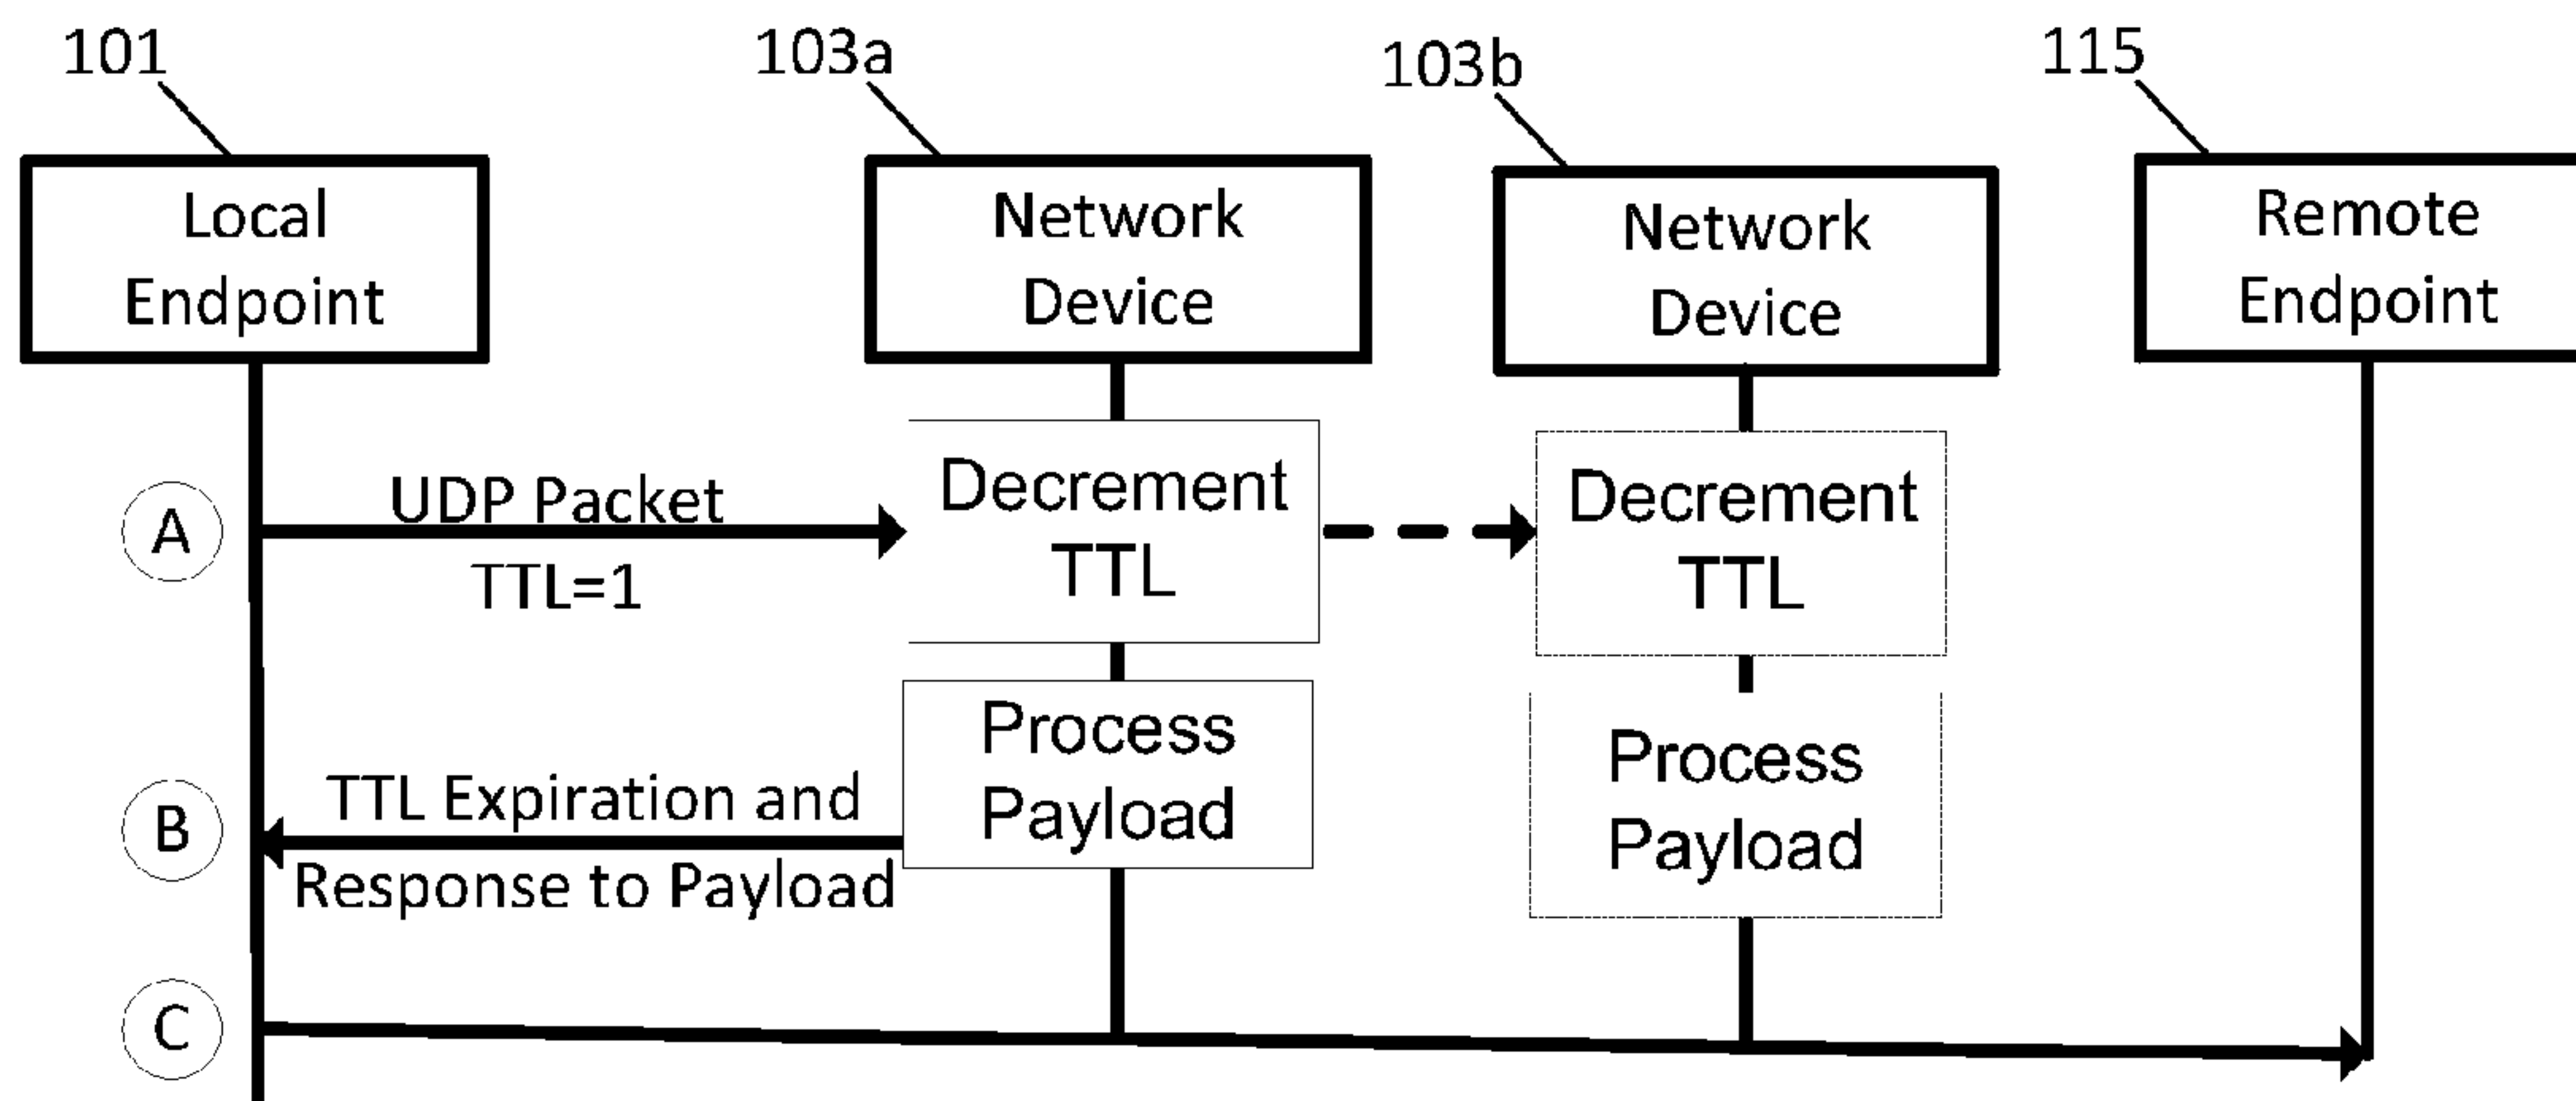 101
103a
103b
115
Local
Endpoint
Network
Device
Network
Device
Remote
Endpoint
A
UDP Packet
TTL=1
Decrement
TTL
Decrement
TTL
B
TTL Expiration and
Response to Payload
Process
Payload
Process
Payload
C